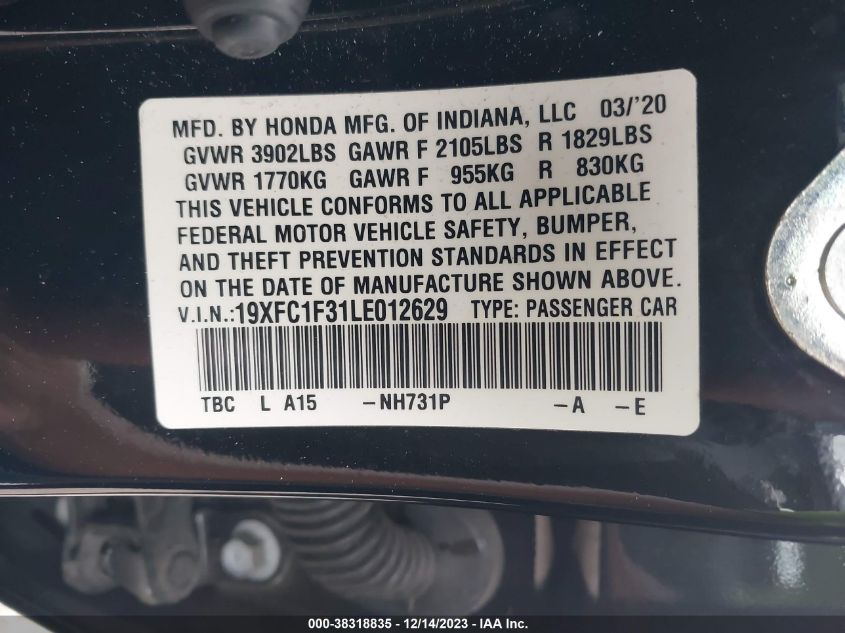 MFD. BY HONDA MFG. OF INDIANA, LLC 03/'20
GVWR 3902LBS GAWR F 2105LBS R 1829LBS
GVWR 1770KG GAWR F 955KG R 830KG
THIS VEHICLE CONFORMS TO ALL APPLICABLE
FEDERAL MOTOR VEHICLE SAFETY, BUMPER,
AND THEFT PREVENTION STANDARDS IN EFFECT
ON THE DATE OF MANUFACTURE SHOWN ABOVE.
V.I.N.:19XFC1F31LE012629 TYPE: PASSENGER CAR
TBC L A15 -NH731P -A -E
000-38318835 - 12/14/2023 - IAA Inc.